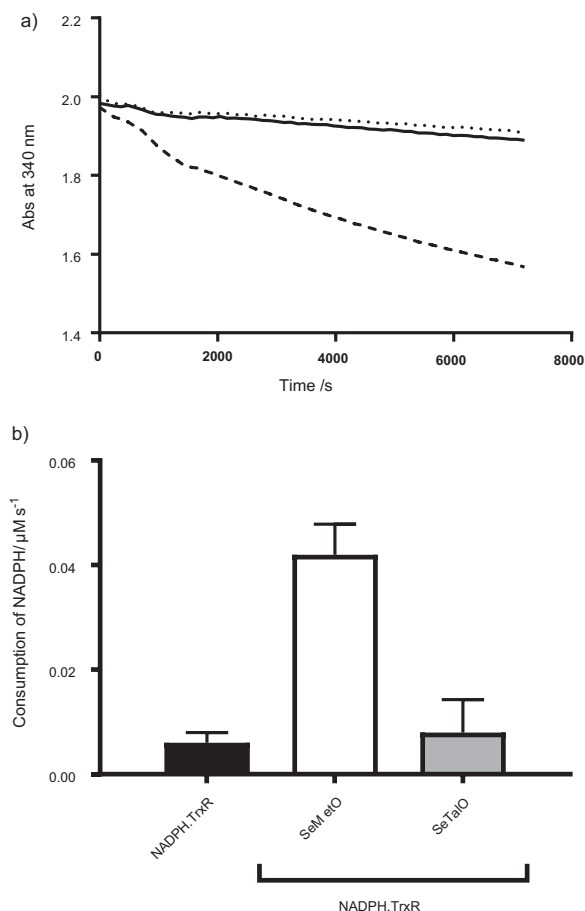 a)
2.2
2.0
1.8
1.6
1.4
Abs at 340 nm
0
2000
4000
6000
8000
Time /s
b)
0.06
0.04
0.02
0.00
Consumption of NADPH/ µM s⁻¹
NADPH.TrxR
SeM etO
SeTalO
NADPH.TrxR